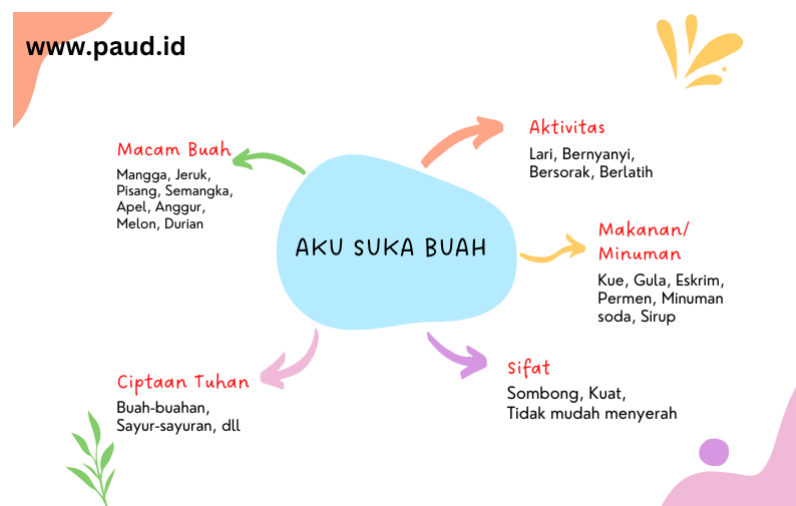 www.paud.id
Macam Buah
Mangga, Jeruk,
Pisang, Semangka,
Apel, Anggur,
Melon, Durian
Aktivitas
Lari, Bernyanyi,
Bersorak, Berlatih
AKU SUKA BUAH
Makanan/
Minuman
Kue, Gula, Eskrim,
Permen, Minuman
soda, Sirup
Ciptaan Tuhan
Buah-buahan,
Sayur-sayuran, dll
Sifat
Sombong, Kuat,
Tidak mudah menyerah